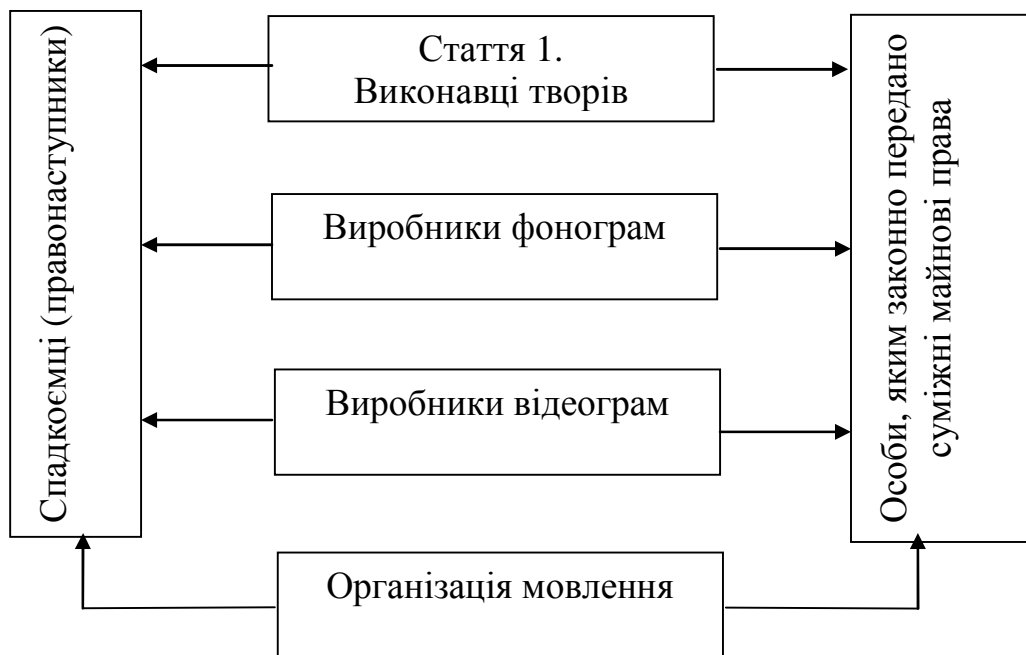 Спадкоємці (правонаступники)
Стаття 1.
Виконавці творів
Виробники фонограм
Виробники відеограм
Організація мовлення
Особи, яким законно передано
суміжні майнові права